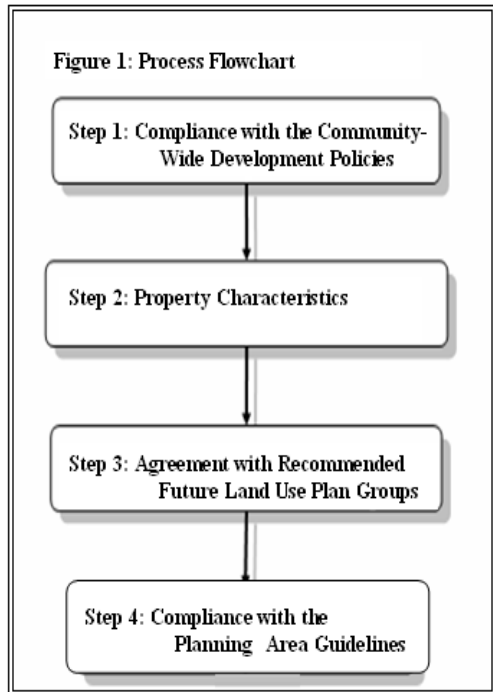 Figure 1: Process Flowchart
Step 1: Compliance with the Community-
Wide Development Policies
Step 2: Property Characteristics
Step 3: Agreement with Recommended
Future Land Use Plan Groups
Step 4: Compliance with the
Planning Area Guidelines